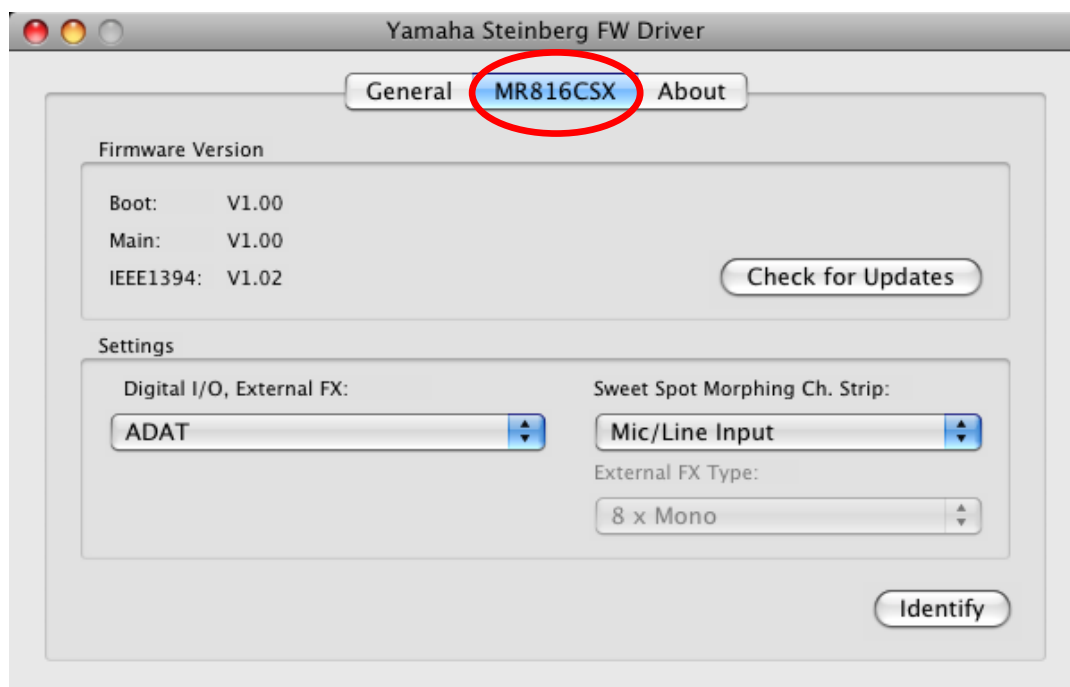 Yamaha Steinberg FW Driver
General MR816CSX About
Firmware Version
Boot: V1.00
Main: V1.00
IEEE1394: V1.02
Check for Updates
Settings
Digital I/O, External FX:
ADAT
Sweet Spot Morphing Ch. Strip:
Mic/Line Input
External FX Type:
8 x Mono
Identify